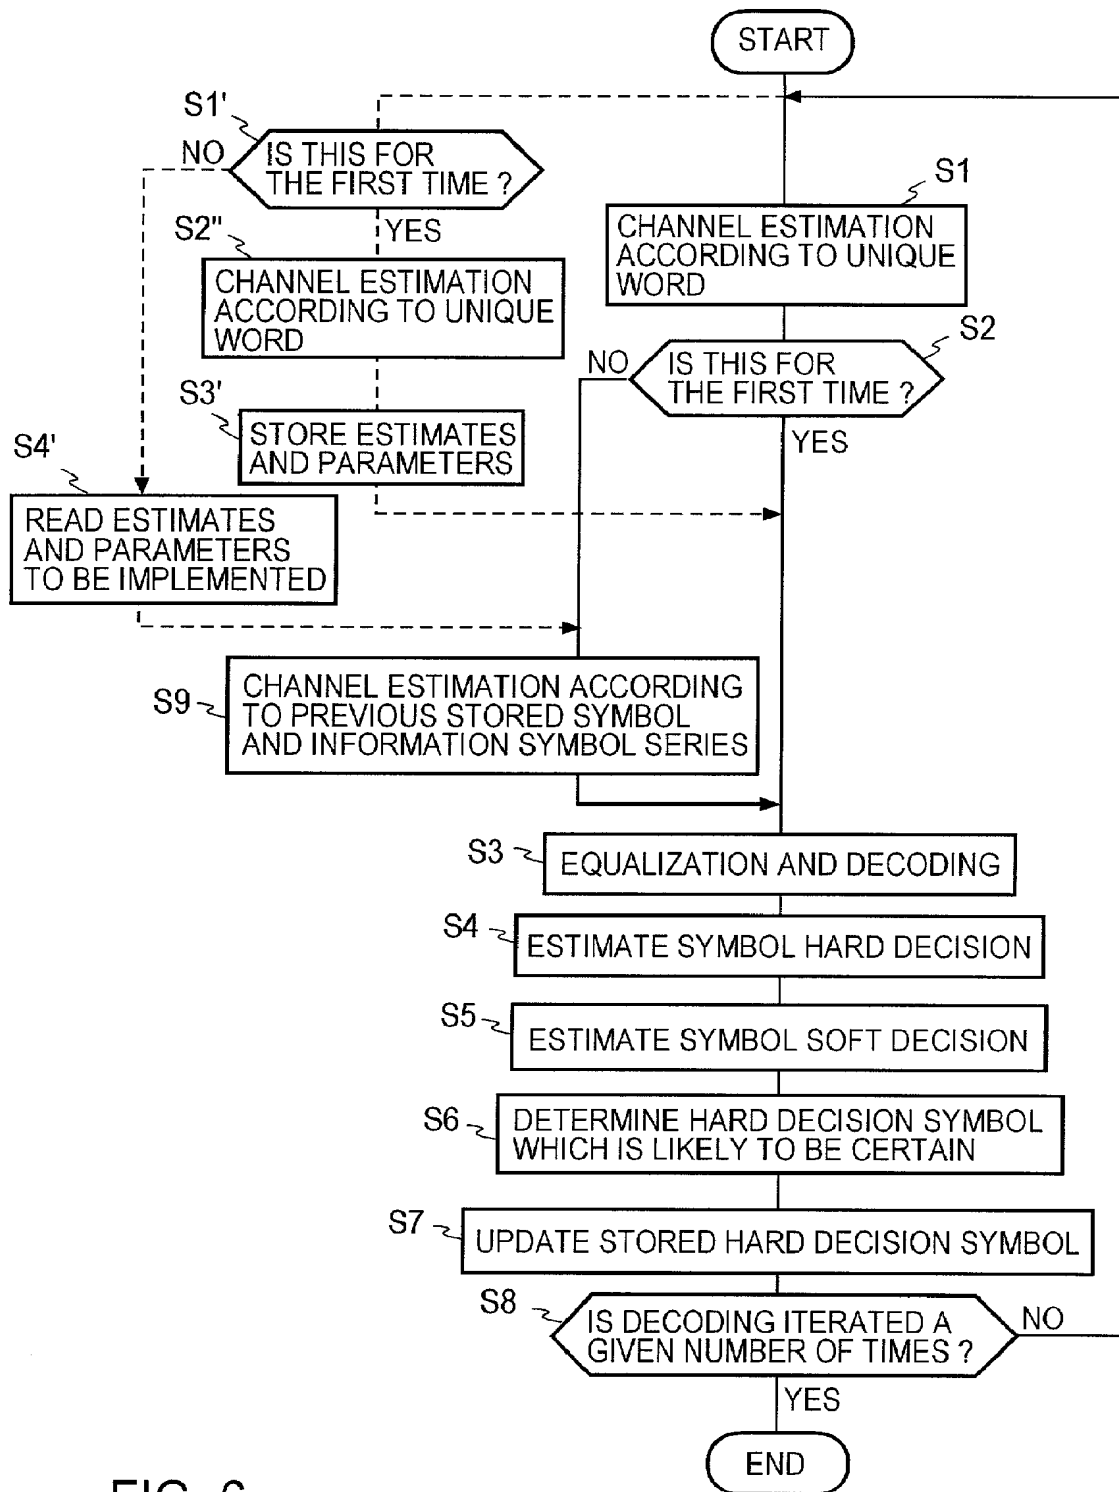 START
S1'
IS THIS FOR
THE FIRST TIME ?
NO
YES
S1
CHANNEL ESTIMATION
ACCORDING TO UNIQUE
WORD
S2"
CHANNEL ESTIMATION
ACCORDING TO UNIQUE
WORD
S2
IS THIS FOR
THE FIRST TIME ?
NO
YES
S3'
STORE ESTIMATES
AND PARAMETERS
S4'
READ ESTIMATES
AND PARAMETERS
TO BE IMPLEMENTED
S9
CHANNEL ESTIMATION ACCORDING
TO PREVIOUS STORED SYMBOL
AND INFORMATION SYMBOL SERIES
S3
EQUALIZATION AND DECODING
S4
ESTIMATE SYMBOL HARD DECISION
S5
ESTIMATE SYMBOL SOFT DECISION
S6
DETERMINE HARD DECISION SYMBOL
WHICH IS LIKELY TO BE CERTAIN
S7
UPDATE STORED HARD DECISION SYMBOL
S8
IS DECODING ITERATED A
GIVEN NUMBER OF TIMES ?
NO
YES
END
FIG. 6